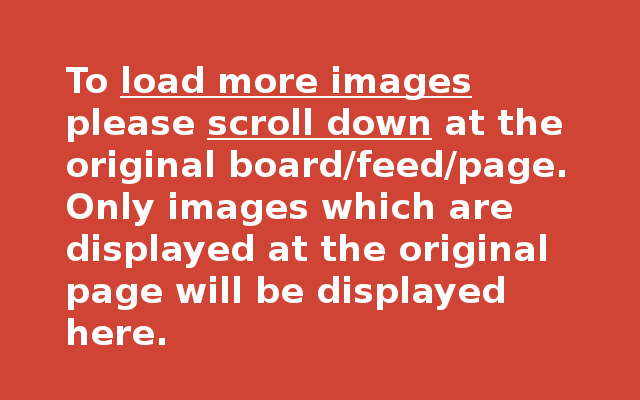 To load more images
please scroll down at the
original board/feed/page.
Only images which are
displayed at the original
page will be displayed
here.